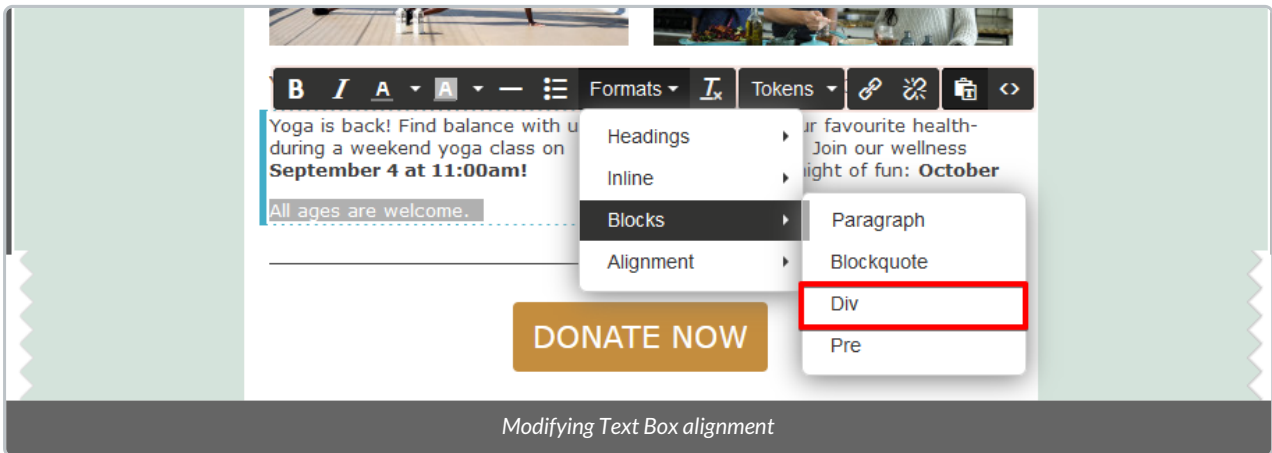 B I A A Formats Tx Tokens T <>
Yoga is back! Find balance with u
ur favourite health-
during a weekend yoga class on
Join our wellness
September 4 at 11:00am!
ight of fun: October
All ages are welcome.
Headings
Inline
Blocks
Alignment
Paragraph
Blockquote
Div
Pre
DONATE NOW
Modifying Text Box alignment